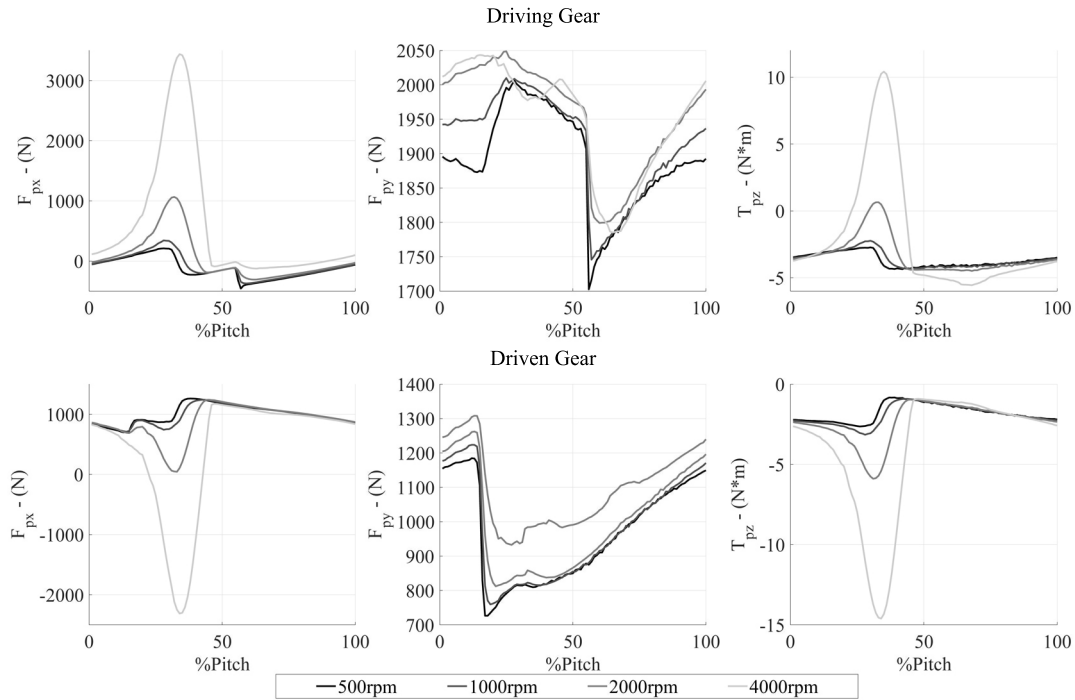 Driving Gear
F_px - (N)
3000
2000
1000
0
0 50 100
%Pitch
F_py - (N)
2050
2000
1950
1900
1850
1800
1750
1700
0 50 100
%Pitch
T_pz - (N*m)
10
5
0
-5
0 50 100
%Pitch
Driven Gear
F_px - (N)
1000
0
-1000
-2000
0 50 100
%Pitch
F_py - (N)
1400
1300
1200
1100
1000
900
800
700
0 50 100
%Pitch
T_pz - (N*m)
0
-5
-10
-15
0 50 100
%Pitch
500rpm 1000rpm 2000rpm 4000rpm